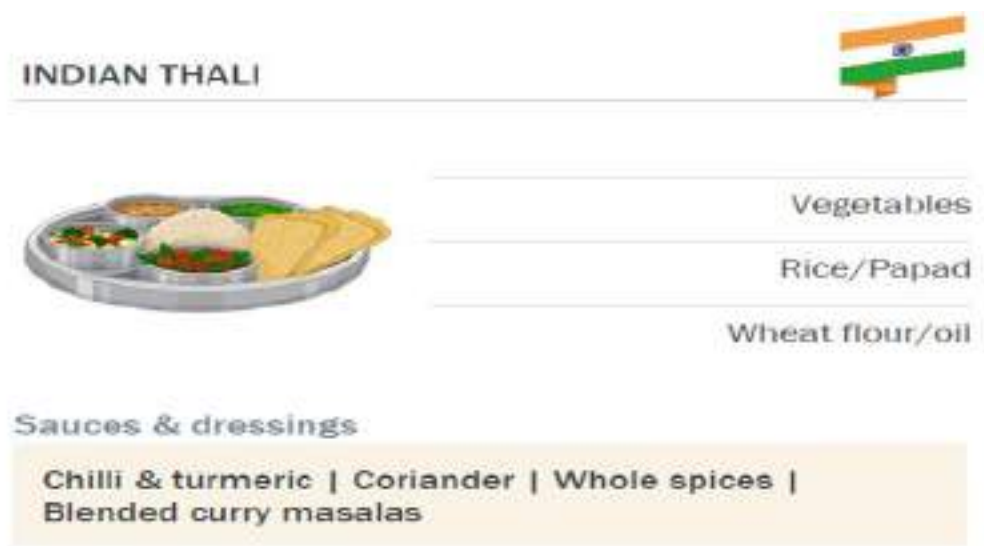 INDIAN THALI
Vegetables
Rice/Papad
Wheat flour/oil
Sauces & dressings
Chilli & turmeric | Coriander | Whole spices |
Blended curry masalas